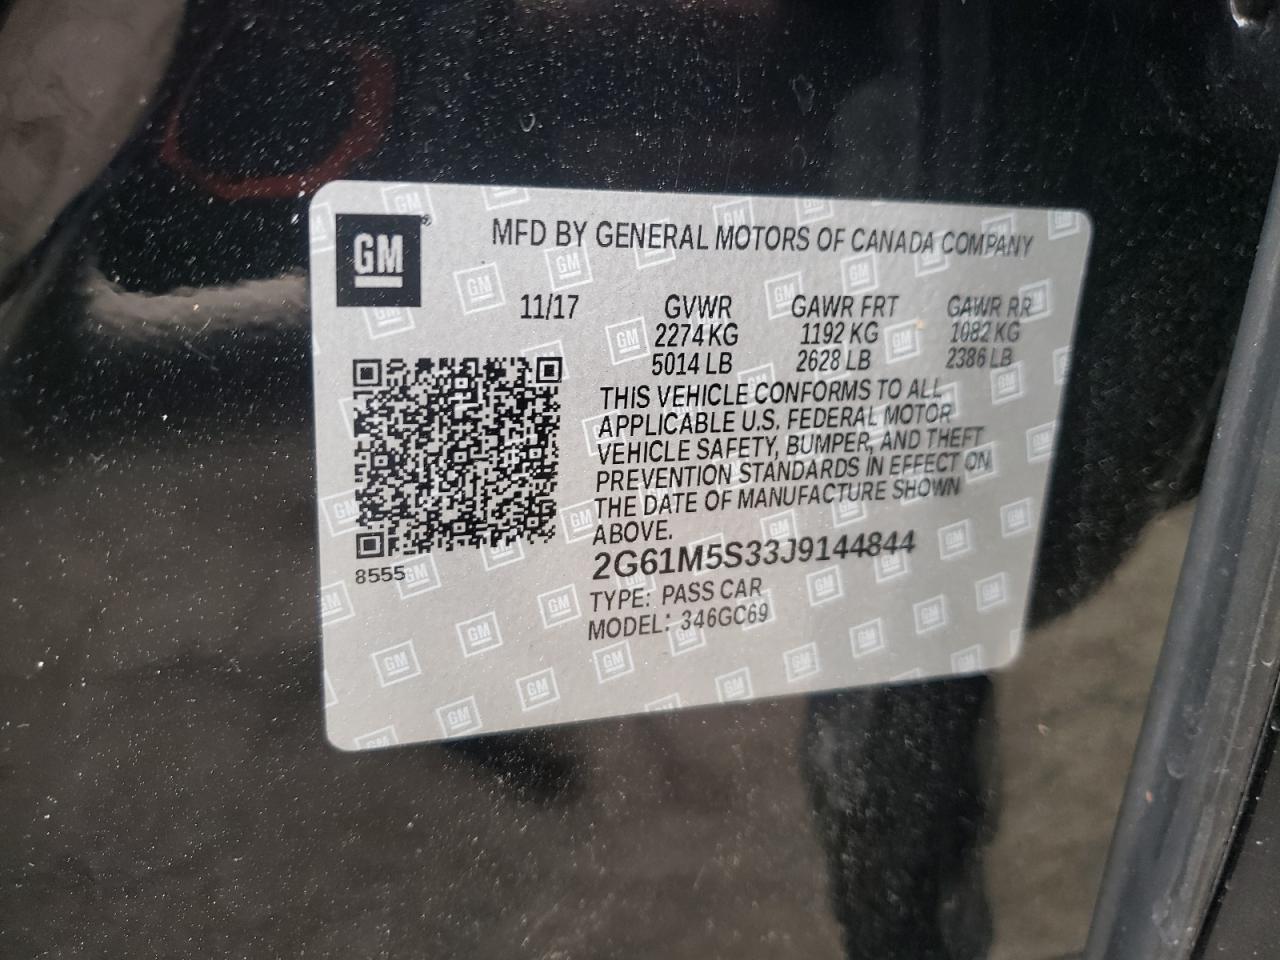 GM
MFD BY GENERAL MOTORS OF CANADA COMPANY
11/17 GVWR GAWR FRT GAWR RR
2274 KG 1192 KG 1082 KG
5014 LB 2628 LB 2386 LB
THIS VEHICLE CONFORMS TO ALL
APPLICABLE U.S. FEDERAL MOTOR
VEHICLE SAFETY, BUMPER, AND THEFT
PREVENTION STANDARDS IN EFFECT ON
THE DATE OF MANUFACTURE SHOWN
ABOVE.
2G61M5S33J9144844
8555
TYPE: PASS CAR
MODEL: 346GC69